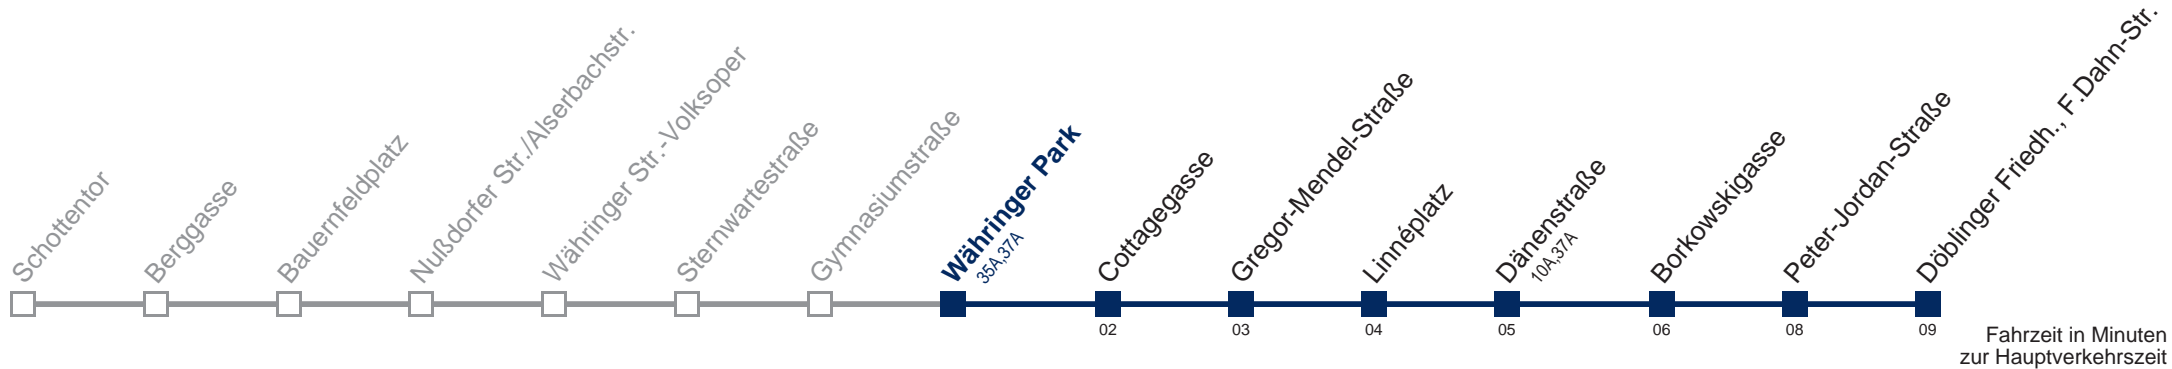 Schottentor
Berggasse
Bauernfeldplatz
Nußdorfer Str./Alserbachstr.
Währinger Str.-Volksoper
Sternwartestraße
Gymnasiumstraße
Währinger Park
35A,37A
Cottagegasse
Gregor-Mendel-Straße
Linnéplatz
Dänenstraße
10A,37A
Borkowskigasse
Peter-Jordan-Straße
Döblinger Friedh., F.Dahn-Str.
02
03
04
05
06
08
09
Fahrzeit in Minuten
zur Hauptverkehrszeit